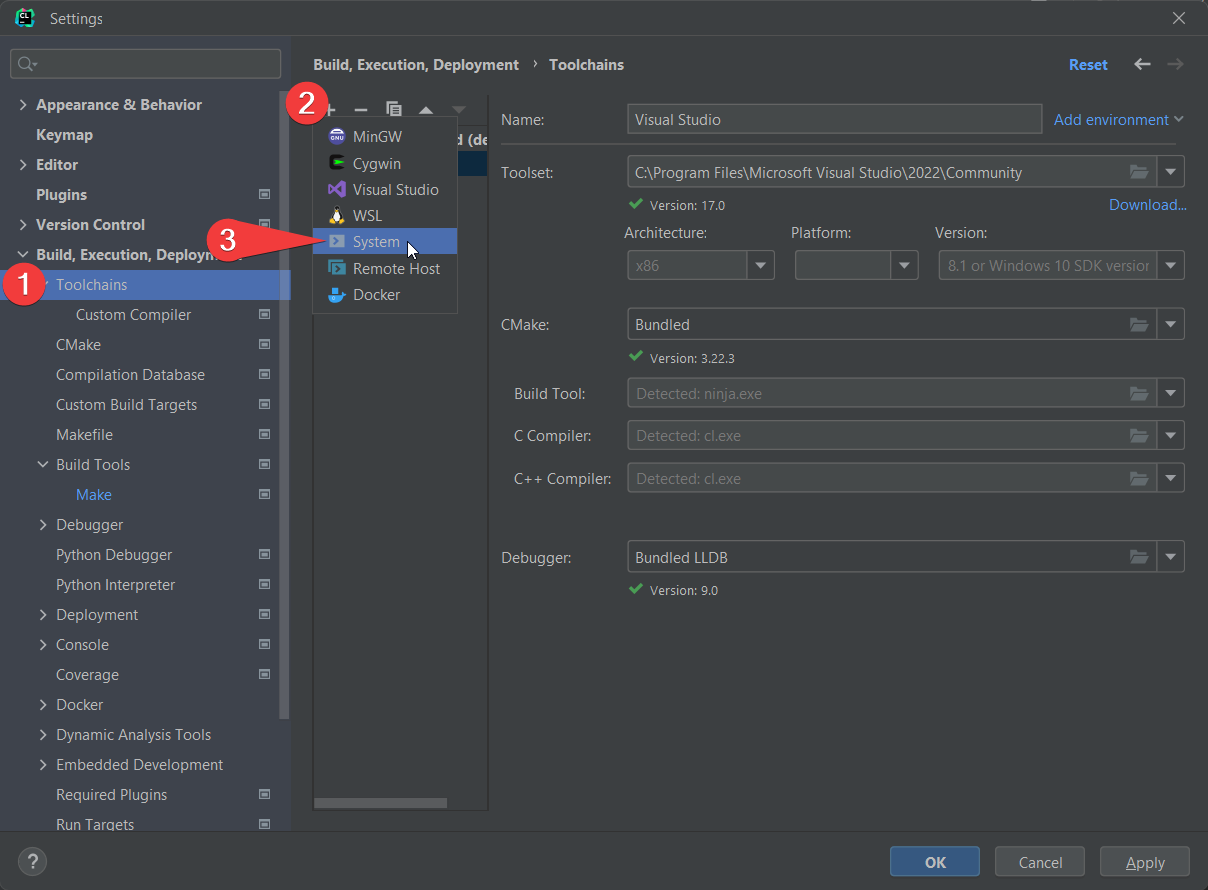 CL
Settings
Build, Execution, Deployment › Toolchains
Reset
Appearance & Behavior
Keymap
Editor
Plugins
Version Control
Build, Execution, Deploym
1
Toolchains
Custom Compiler
CMake
Compilation Database
Custom Build Targets
Makefile
Build Tools
Make
Debugger
Python Debugger
Python Interpreter
Deployment
Console
Coverage
Docker
Dynamic Analysis Tools
Embedded Development
Required Plugins
Run Targets
2
d (de
GNU MinGW
Cygwin
Visual Studio
WSL
3
System
Remote Host
Docker
Name: Visual Studio Add environment
Toolset: C:\Program Files\Microsoft Visual Studio\2022\Community
Version: 17.0 Download...
Architecture: Platform: Version:
x86 8.1 or Windows 10 SDK version
CMake: Bundled
Version: 3.22.3
Build Tool: Detected: ninja.exe
C Compiler: Detected: cl.exe
C++ Compiler: Detected: cl.exe
Debugger: Bundled LLDB
Version: 9.0
? OK Cancel Apply